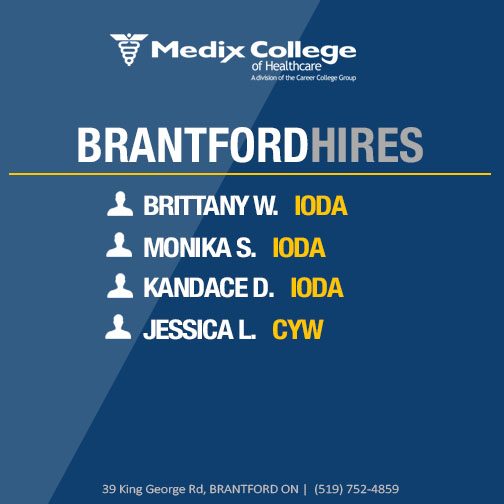 Medix College
of Healthcare
A division of the Career College Group
BRANTFORDHIRES
BRITTANY W. IODA
MONIKA S. IODA
KANDACE D. IODA
JESSICA L. CYW
39 King George Rd, BRANTFORD ON | (519) 752-4859